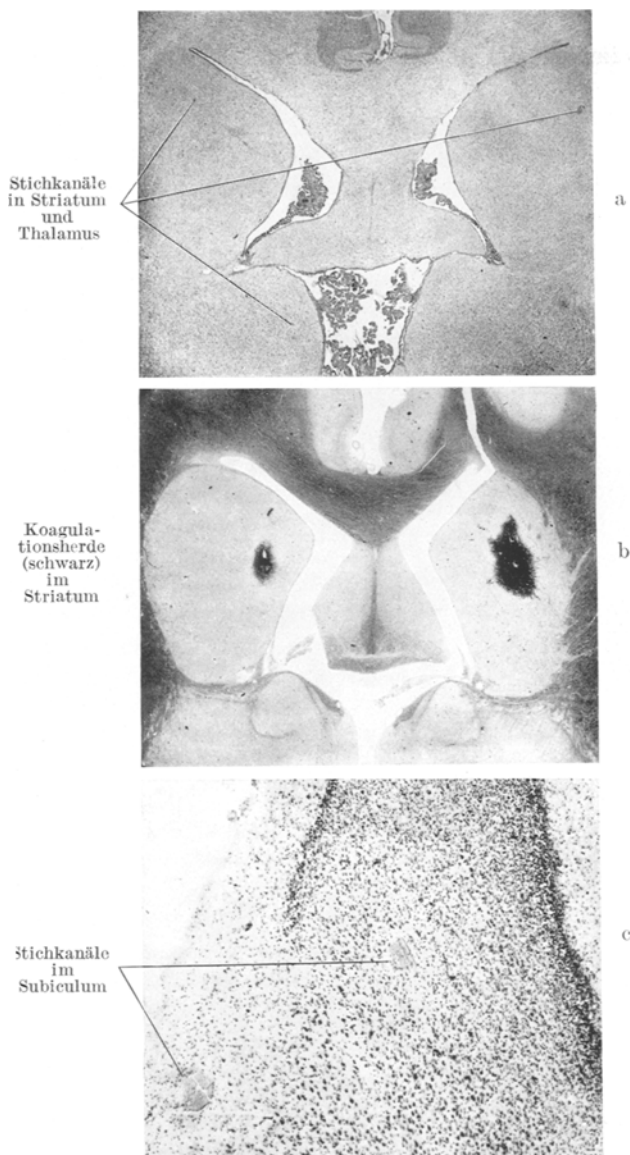 Stichkanäle
in Striatum
und
Thalamus
a
Koagula-
tionsherde
(schwarz)
im
Striatum
b
Stichkanäle
im
Subiculum
c